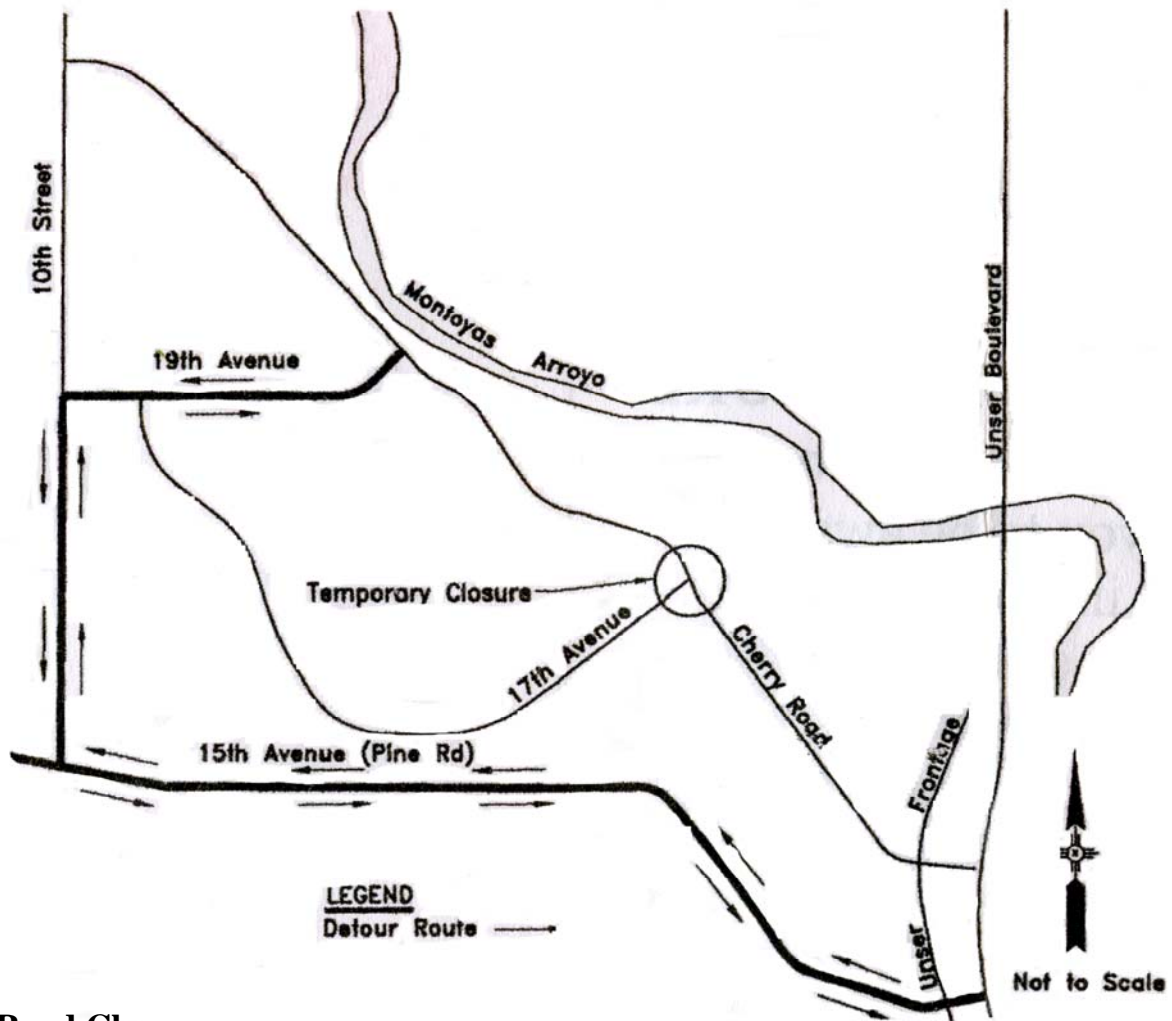 10th Street
Montoyas Arroyo
Unser Boulevard
19th Avenue
Temporary Closure
17th Avenue
Cherry Road
15th Avenue (Pine Rd)
Unser Frontage
LEGEND
Detour Route
Not to Scale